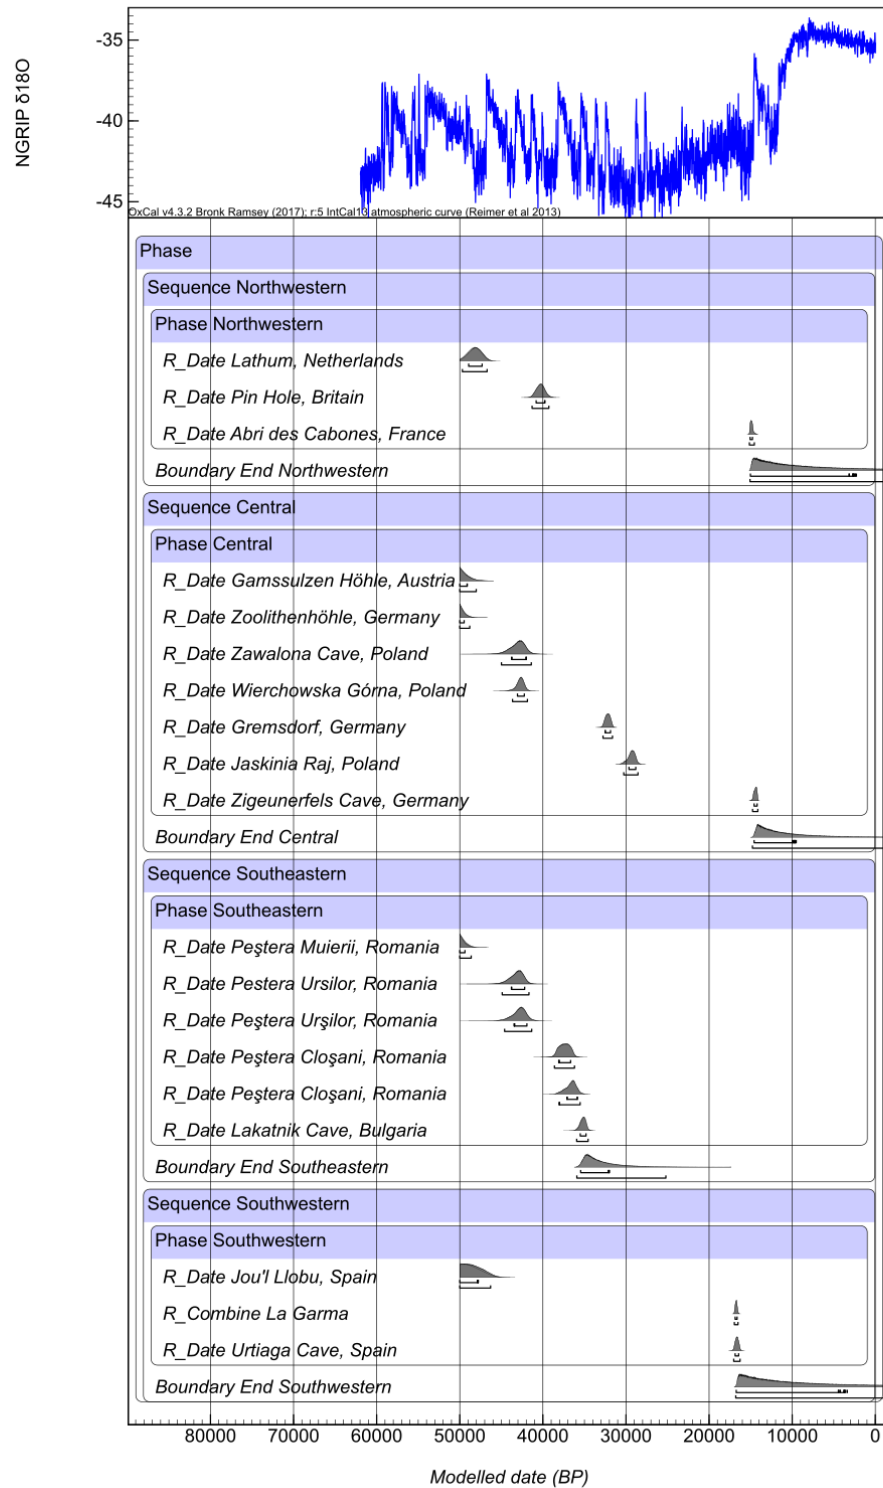 NGRIP δ18O
-35
-40
-45
OxCal v4.3.2 Bronk Ramsey (2017); r:5 IntCal13 atmospheric curve (Reimer et al 2013)
Phase
Sequence Northwestern
Phase Northwestern
R_Date Lathum, Netherlands
R_Date Pin Hole, Britain
R_Date Abri des Cabones, France
Boundary End Northwestern
Sequence Central
Phase Central
R_Date Gamssulzen Höhle, Austria
R_Date Zoolithenhöhle, Germany
R_Date Zawalona Cave, Poland
R_Date Wierchowska Górna, Poland
R_Date Gremsdorf, Germany
R_Date Jaskinia Raj, Poland
R_Date Zigeunerfels Cave, Germany
Boundary End Central
Sequence Southeastern
Phase Southeastern
R_Date Peştera Muierii, Romania
R_Date Pestera Ursilor, Romania
R_Date Peştera Urşilor, Romania
R_Date Peştera Cloşani, Romania
R_Date Peştera Cloşani, Romania
R_Date Lakatnik Cave, Bulgaria
Boundary End Southeastern
Sequence Southwestern
Phase Southwestern
R_Date Jou'l Llobu, Spain
R_Combine La Garma
R_Date Urtiaga Cave, Spain
Boundary End Southwestern
80000 70000 60000 50000 40000 30000 20000 10000 0
Modelled date (BP)